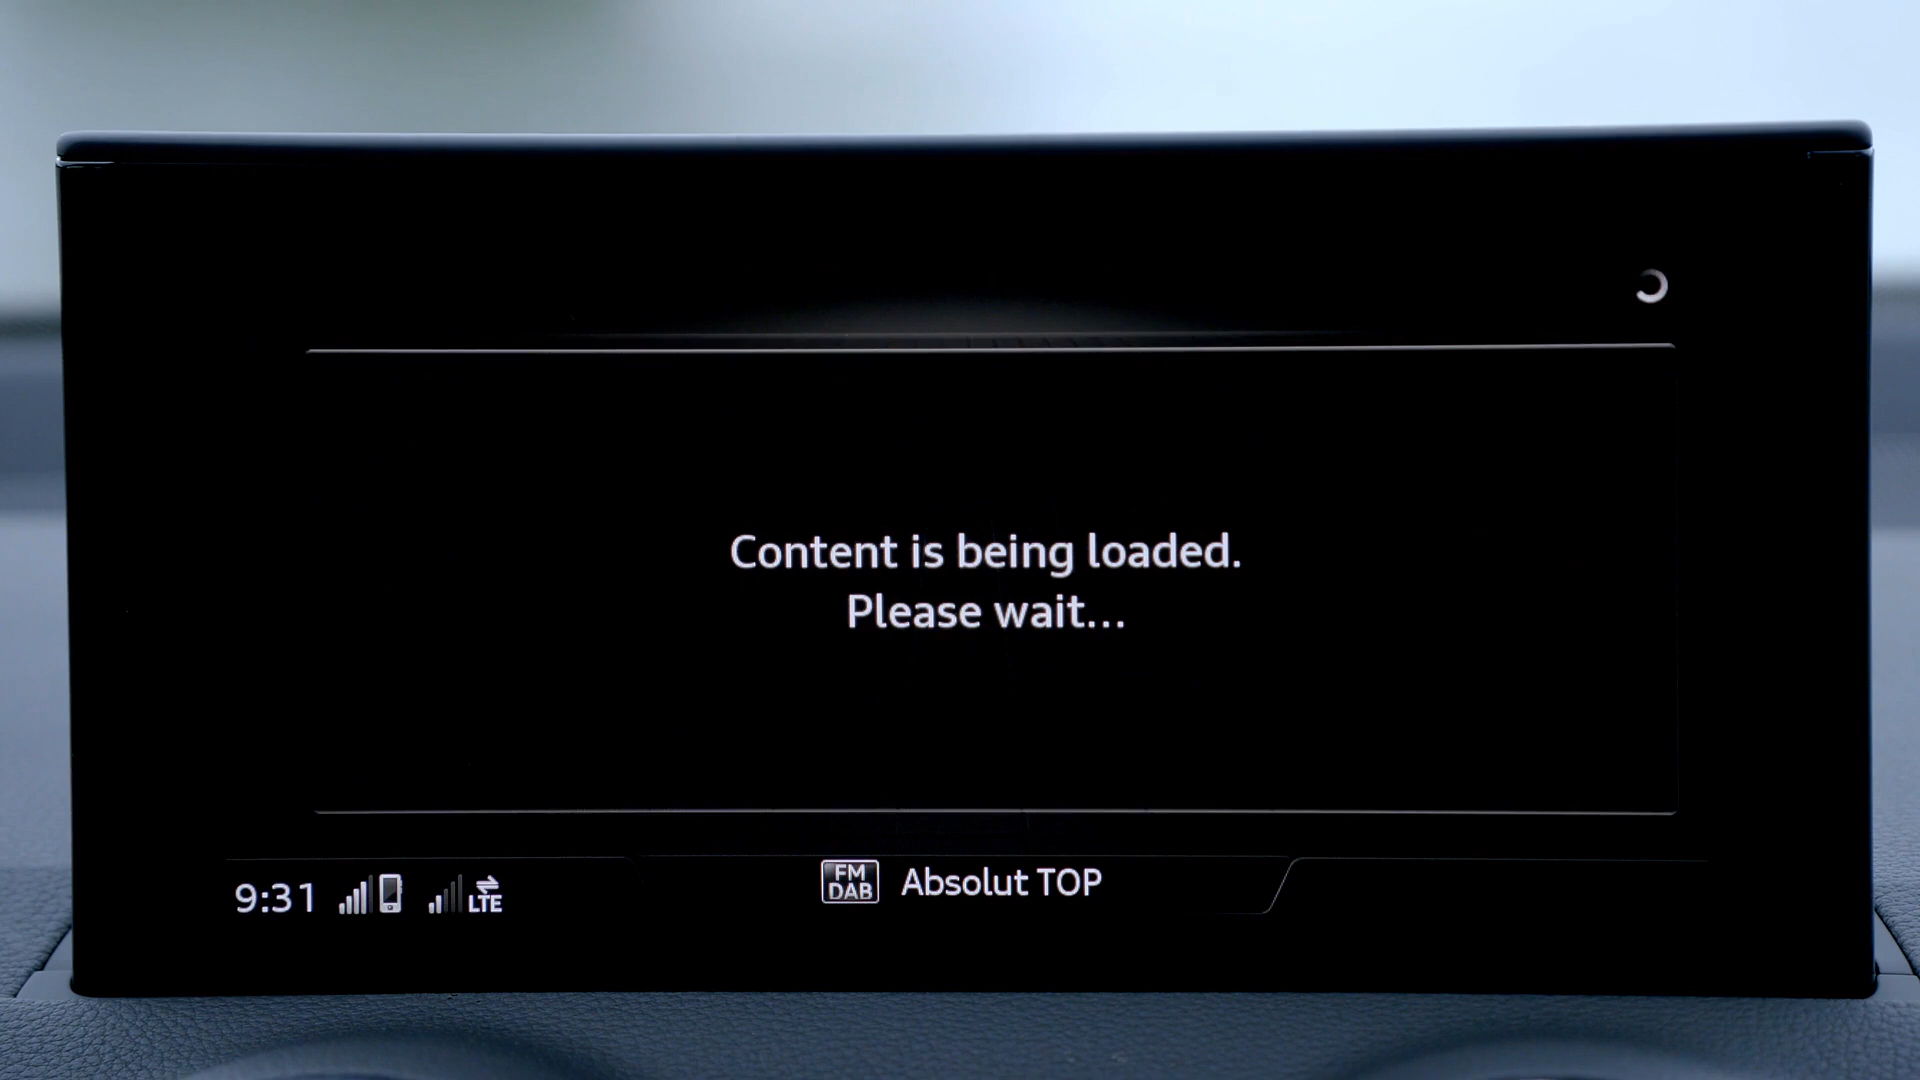 Content is being loaded.
Please wait...
9:31 LTE
FM
DAB
Absolut TOP